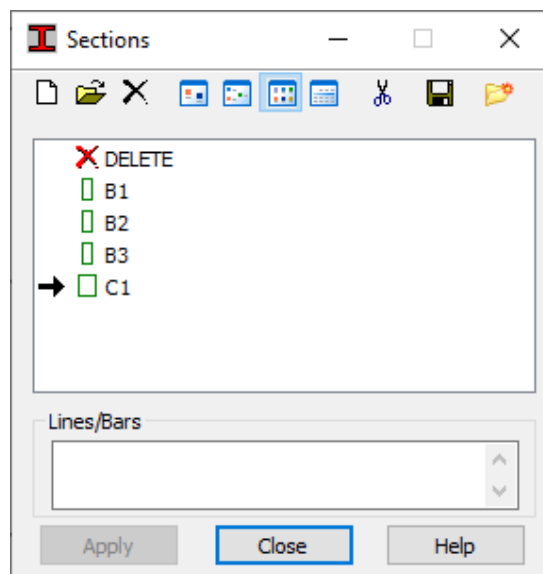 Sections
DELETE
B1
B2
B3
C1
Lines/Bars
Apply Close Help